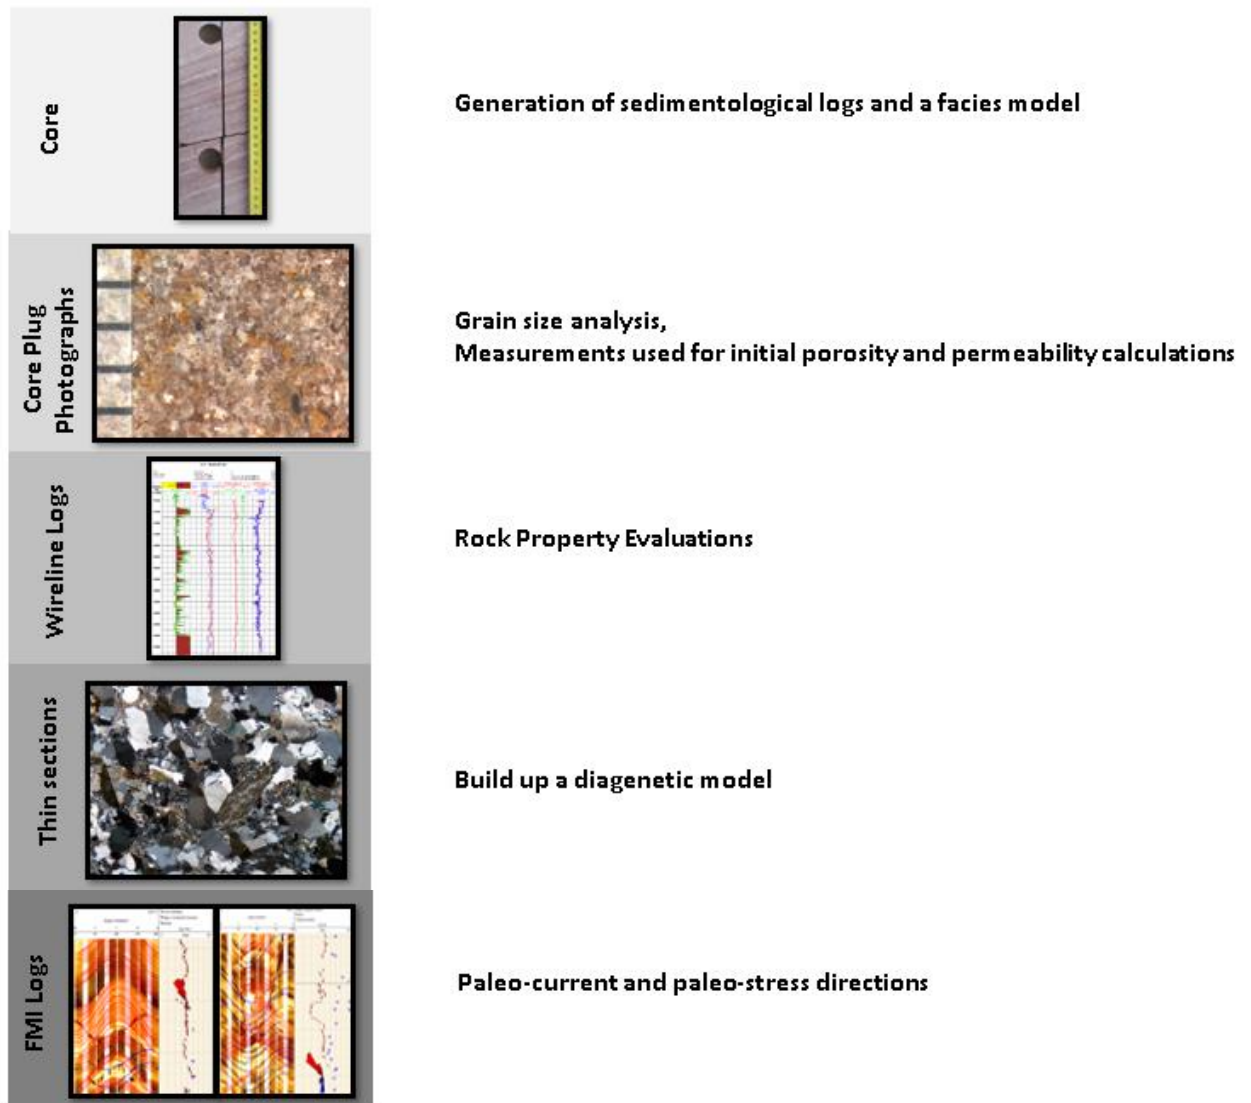 Core
Generation of sedimentological logs and a facies model
Core Plug
Photographs
Grain size analysis,
Measurements used for initial porosity and permeability calculations
Wireline Logs
Rock Property Evaluations
Thin sections
Build up a diagenetic model
FMI Logs
Paleo-current and paleo-stress directions